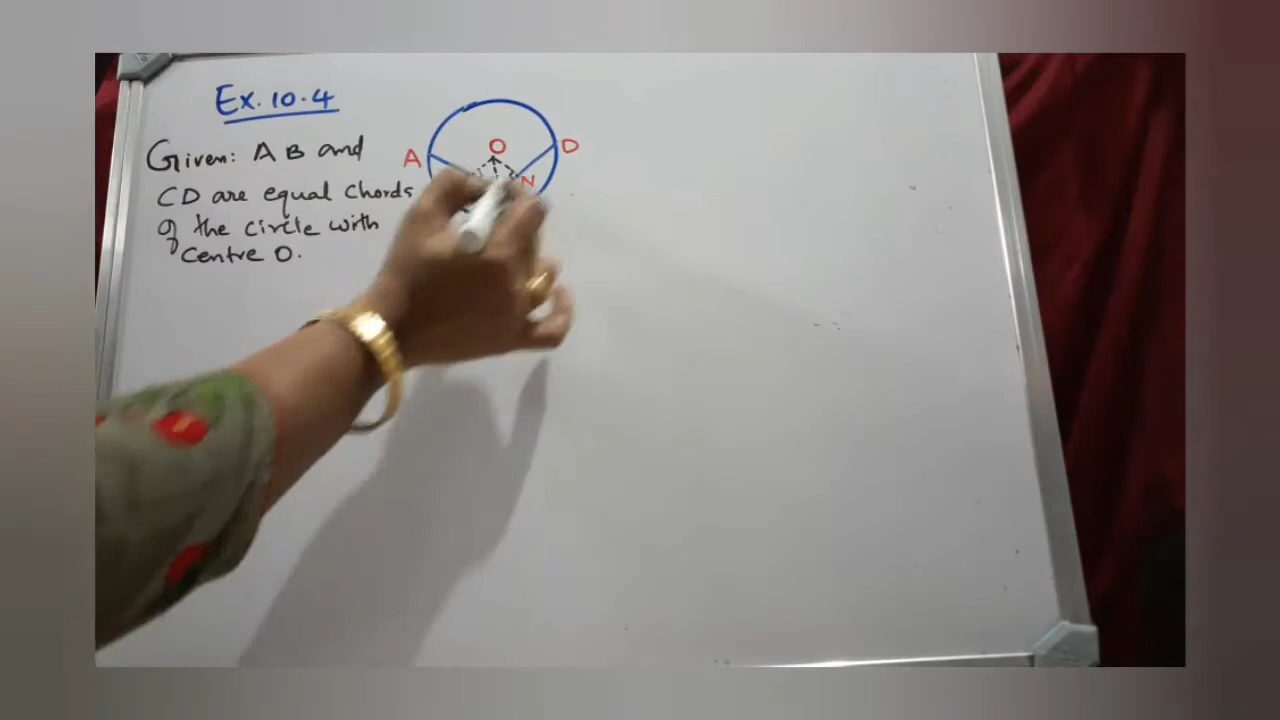 Ex. 10.4
Given: AB and
CD are equal chords
of the circle with
Centre O.
A
O
D
N